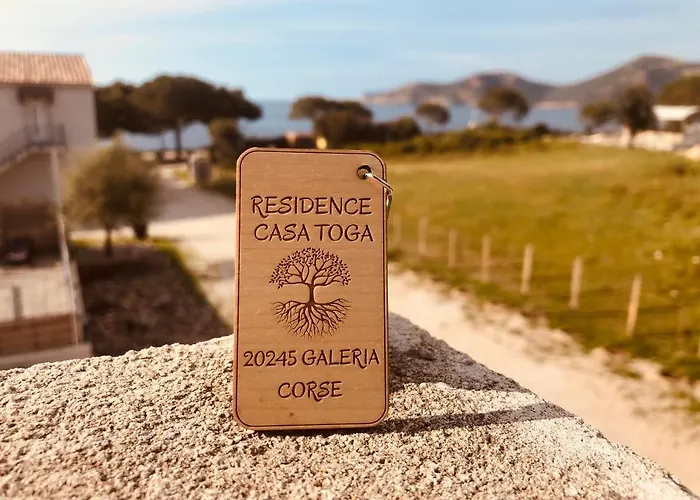 RESIDENCE
CASA TOGA
20245 GALERIA
CORSE